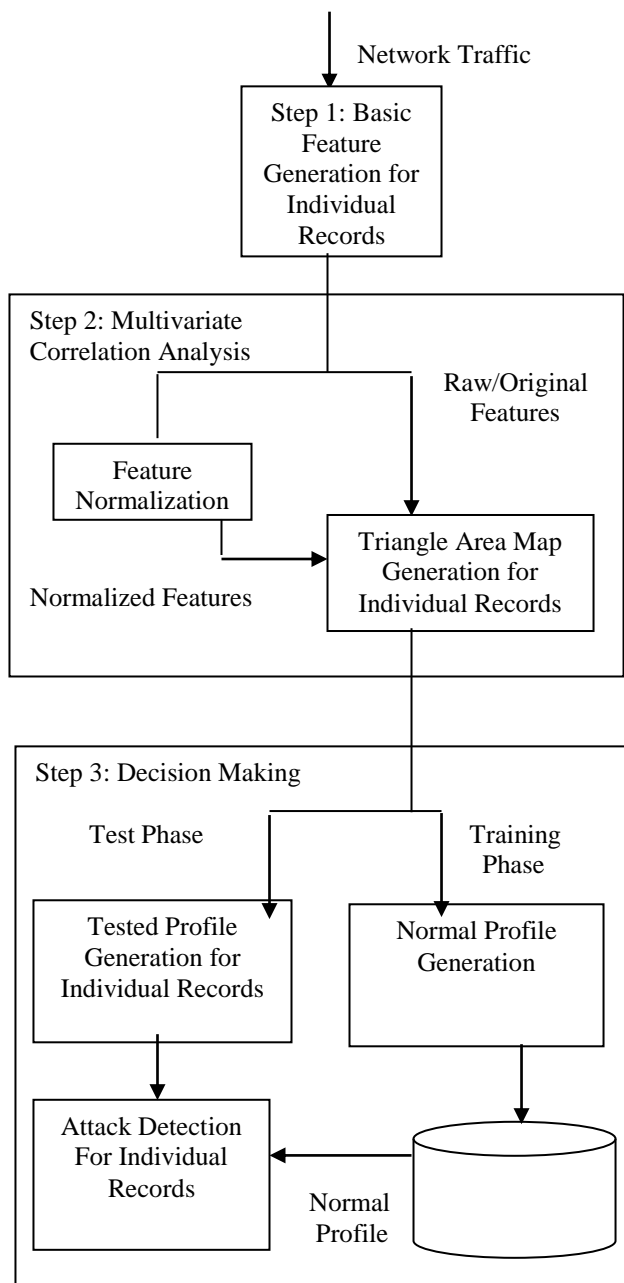 Network Traffic
Step 1: Basic
Feature
Generation for
Individual
Records
Step 2: Multivariate
Correlation Analysis
Raw/Original
Features
Feature
Normalization
Triangle Area Map
Generation for
Individual Records
Normalized Features
Step 3: Decision Making
Test Phase
Training
Phase
Tested Profile
Generation for
Individual Records
Normal Profile
Generation
Attack Detection
For Individual
Records
Normal
Profile